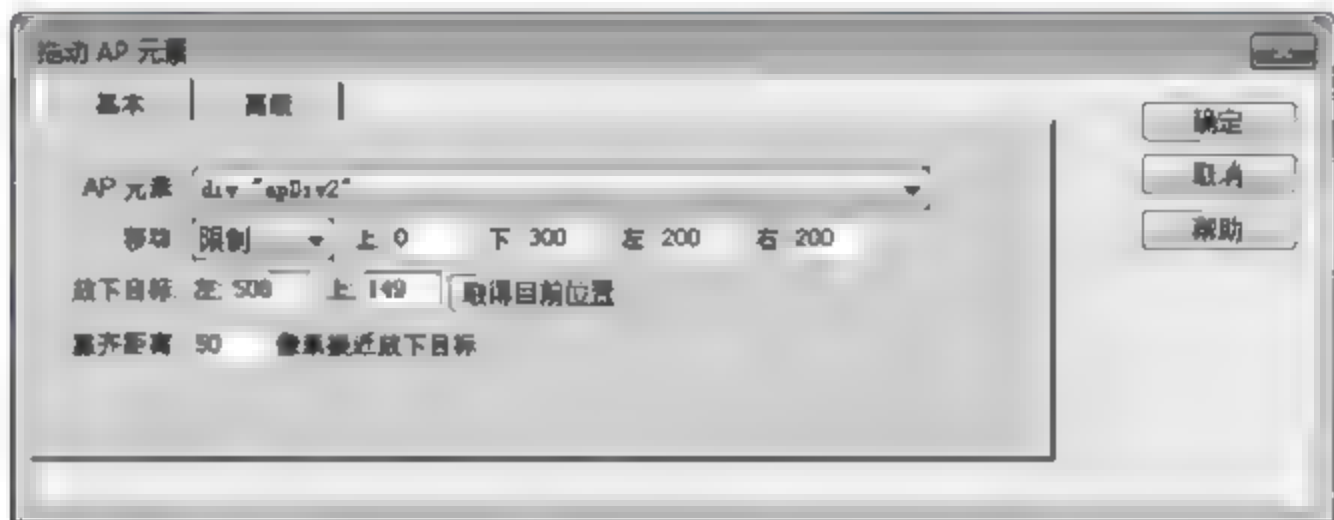 拖动 AP 元素
基本 高级
确定
AP 元素 div "apDiv2"
取消
移动 限制 上 0 下 300 左 200 右 200
帮助
放下目标: 左: 508 上: 149 取得目前位置
靠齐距离 50 像素接近放下目标